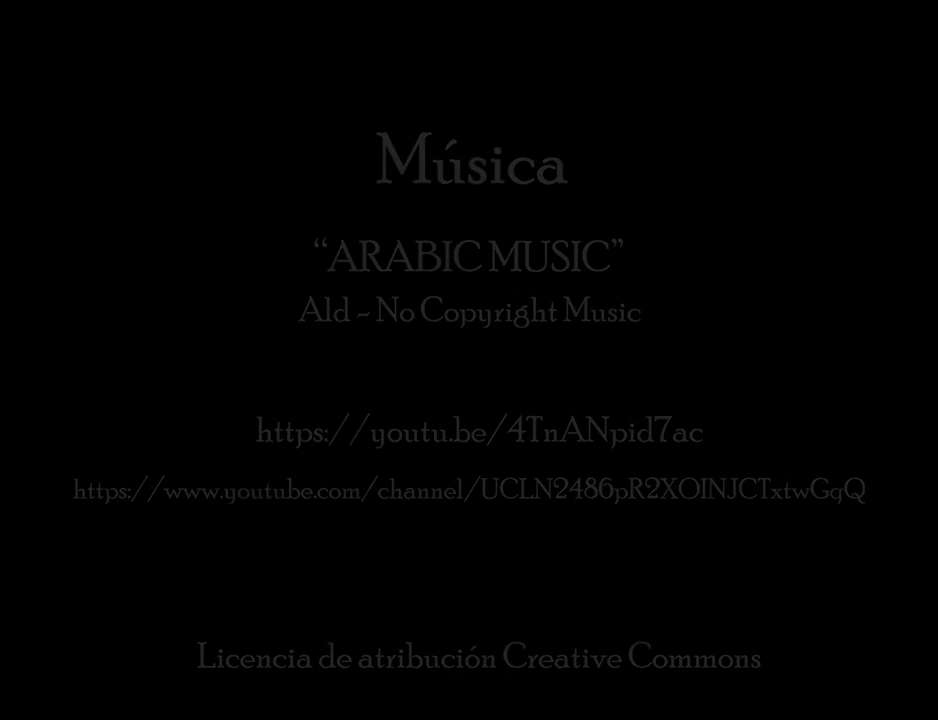 Música
“ARABIC MUSIC”
Ald - No Copyright Music
https://youtu.be/4TnANpid7ac
https://www.youtube.com/channel/UCLN2486pR2XOINJCTxtwGqQ
Licencia de atribución Creative Commons